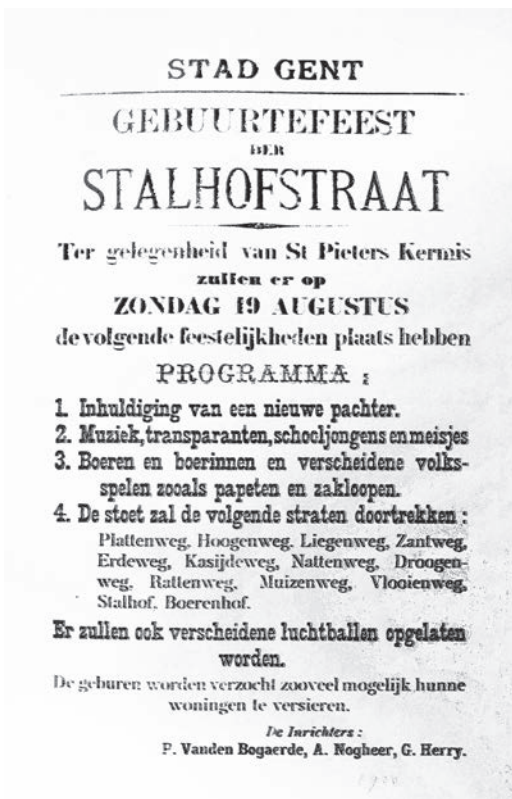 STAD GENT
GEBUURTEFEEST
DER
STALHOFSTRAAT
Ter gelegenheid van St Pieters Kermis
zullen er op
ZONDAG 19 AUGUSTUS
de volgende feestelijkheden plaats hebben
PROGRAMMA :
1. Inhuldiging van een nieuwe pachter.
2. Muziek, transparanten, schooljongens en meisjes
3. Boeren en boerinnen en verscheidene volks-
spelen zooals papeten en zakloopen.
4. De stoet zal de volgende straten doortrekken :
Plattenweg, Hoogenweg. Liegenweg, Zantweg,
Erdeweg, Kasijdeweg, Nattenweg, Droogen-
weg, Rattenweg, Muizenweg, Vlooienweg,
Stalhof, Boerenhof.
Er zullen ook verscheidene luchtballen opgelaten
worden.
De geburen worden verzocht zooveel mogelijk hunne
woningen te versieren.
De Inrichters :
P. Vanden Bogaerde, A. Nogheer, G. Herry.